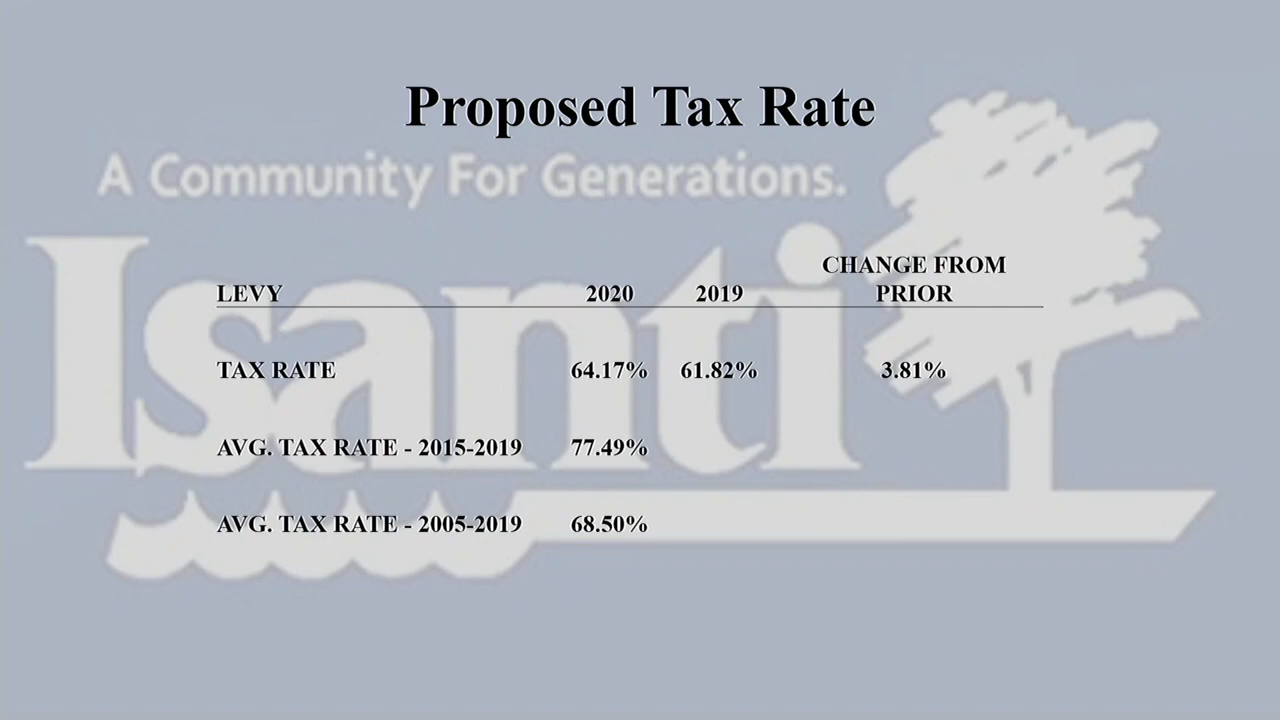 Proposed Tax Rate
A Community For Generations.
Isanti
CHANGE FROM
LEVY 2020 2019 PRIOR
TAX RATE 64.17% 61.82% 3.81%
AVG. TAX RATE - 2015-2019 77.49%
AVG. TAX RATE - 2005-2019 68.50%